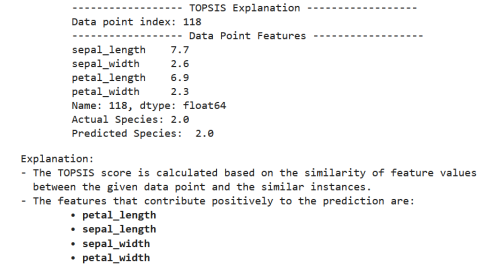 ------------------ TOPSIS Explanation ------------------
Data point index: 118
------------------ Data Point Features ------------------
sepal_length    7.7
sepal_width     2.6
petal_length    6.9
petal_width     2.3
Name: 118, dtype: float64
Actual Species: 2.0
Predicted Species:  2.0
Explanation:
- The TOPSIS score is calculated based on the similarity of feature values
between the given data point and the similar instances.
- The features that contribute positively to the prediction are:
• petal_length
• sepal_length
• sepal_width
• petal_width